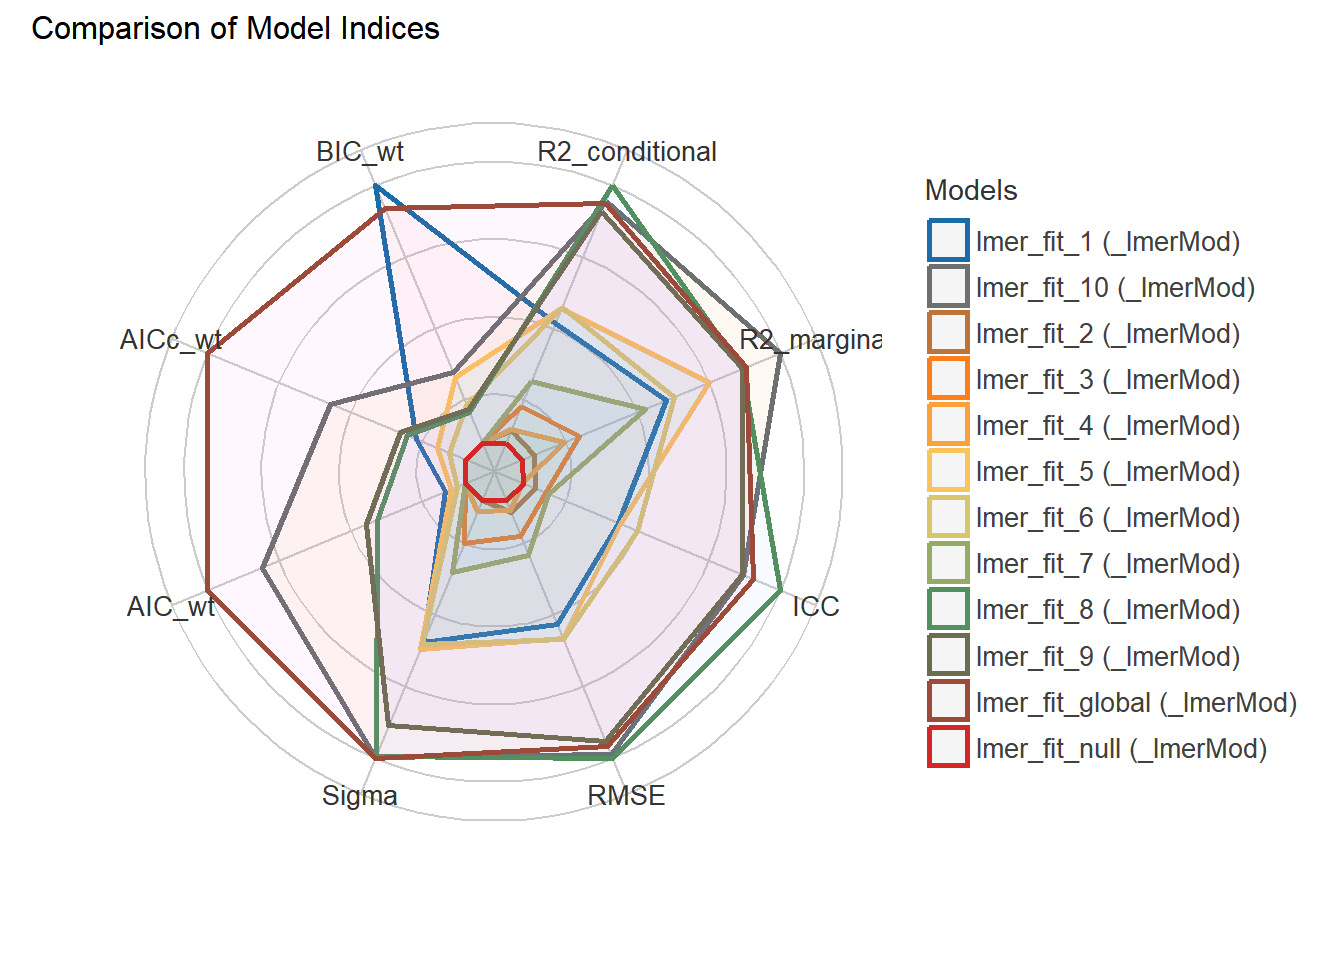 Comparison of Model Indices
BIC_wt
R2_conditional
AICc_wt
R2_margina
AIC_wt
ICC
Sigma
RMSE
Models
lmer_fit_1 (_lmerMod)
lmer_fit_10 (_lmerMod)
lmer_fit_2 (_lmerMod)
lmer_fit_3 (_lmerMod)
lmer_fit_4 (_lmerMod)
lmer_fit_5 (_lmerMod)
lmer_fit_6 (_lmerMod)
lmer_fit_7 (_lmerMod)
lmer_fit_8 (_lmerMod)
lmer_fit_9 (_lmerMod)
lmer_fit_global (_lmerMod)
lmer_fit_null (_lmerMod)